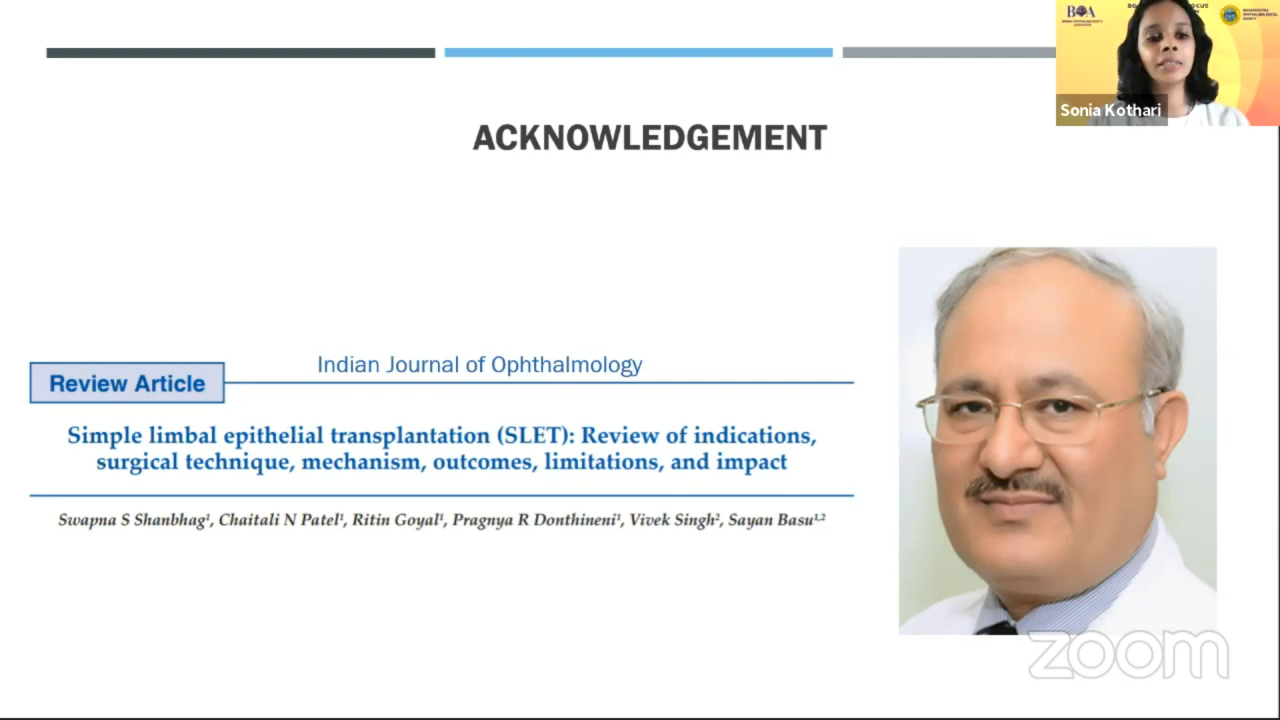 BOA
Sonia Kothari
ACKNOWLEDGEMENT
Indian Journal of Ophthalmology
Review Article
Simple limbal epithelial transplantation (SLET): Review of indications,
surgical technique, mechanism, outcomes, limitations, and impact
Swapna S Shanbhag¹, Chaitali N Patel¹, Ritin Goyal¹, Pragnya R Donthineni¹, Vivek Singh², Sayan Basu¹,²
zoom